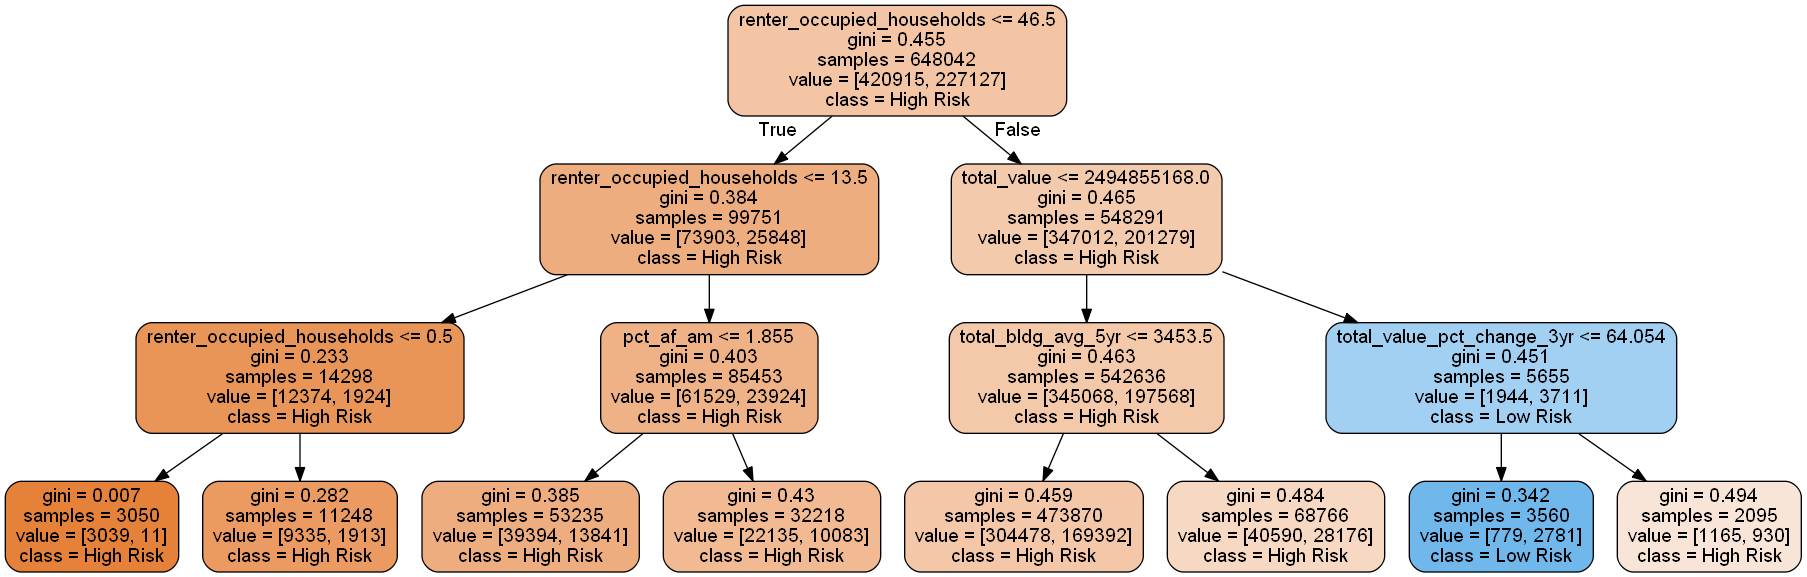 renter_occupied_households <= 46.5
gini = 0.455
samples = 648042
value = [420915, 227127]
class = High Risk
True
False
renter_occupied_households <= 13.5
gini = 0.384
samples = 99751
value = [73903, 25848]
class = High Risk
total_value <= 2494855168.0
gini = 0.465
samples = 548291
value = [347012, 201279]
class = High Risk
renter_occupied_households <= 0.5
gini = 0.233
samples = 14298
value = [12374, 1924]
class = High Risk
pct_af_am <= 1.855
gini = 0.403
samples = 85453
value = [61529, 23924]
class = High Risk
total_bldg_avg_5yr <= 3453.5
gini = 0.463
samples = 542636
value = [345068, 197568]
class = High Risk
total_value_pct_change_3yr <= 64.054
gini = 0.451
samples = 5655
value = [1944, 3711]
class = Low Risk
gini = 0.007
samples = 3050
value = [3039, 11]
class = High Risk
gini = 0.282
samples = 11248
value = [9335, 1913]
class = High Risk
gini = 0.385
samples = 53235
value = [39394, 13841]
class = High Risk
gini = 0.43
samples = 32218
value = [22135, 10083]
class = High Risk
gini = 0.459
samples = 473870
value = [304478, 169392]
class = High Risk
gini = 0.484
samples = 68766
value = [40590, 28176]
class = High Risk
gini = 0.342
samples = 3560
value = [779, 2781]
class = Low Risk
gini = 0.494
samples = 2095
value = [1165, 930]
class = High Risk